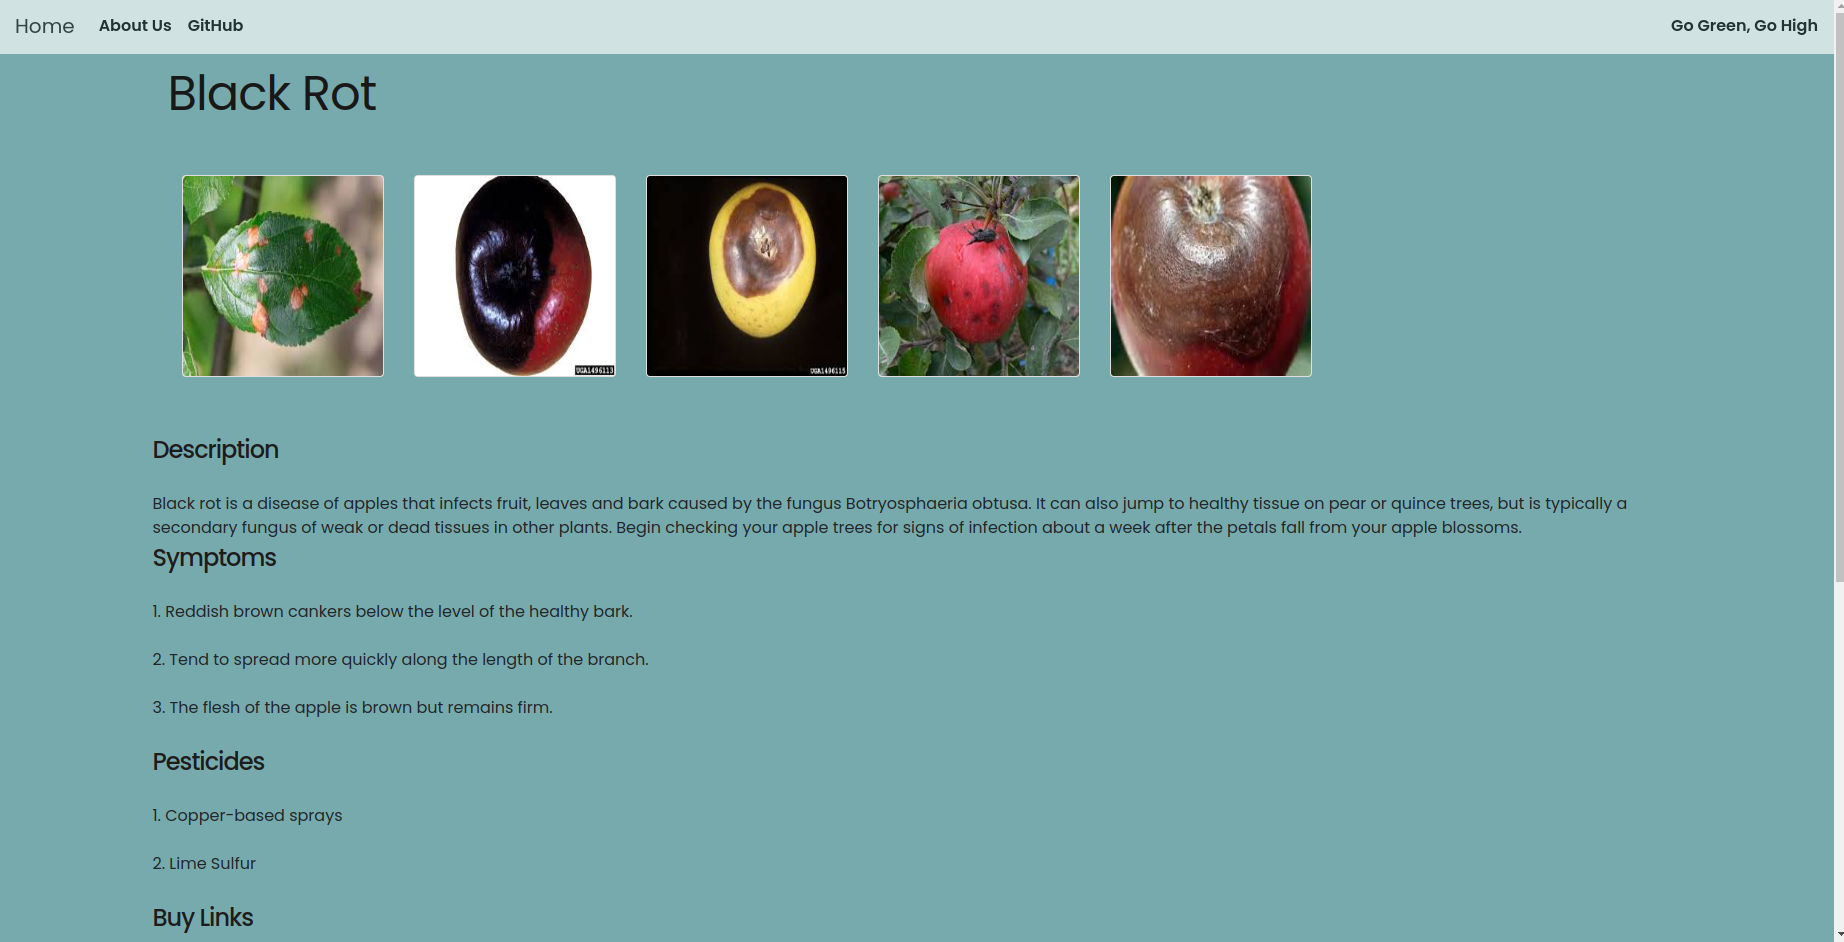 Home About Us GitHub Go Green, Go High
Black Rot
UGA1496113
UGA1496115
Description
Black rot is a disease of apples that infects fruit, leaves and bark caused by the fungus Botryosphaeria obtusa. It can also jump to healthy tissue on pear or quince trees, but is typically a
secondary fungus of weak or dead tissues in other plants. Begin checking your apple trees for signs of infection about a week after the petals fall from your apple blossoms.
Symptoms
1. Reddish brown cankers below the level of the healthy bark.
2. Tend to spread more quickly along the length of the branch.
3. The flesh of the apple is brown but remains firm.
Pesticides
1. Copper-based sprays
2. Lime Sulfur
Buy Links